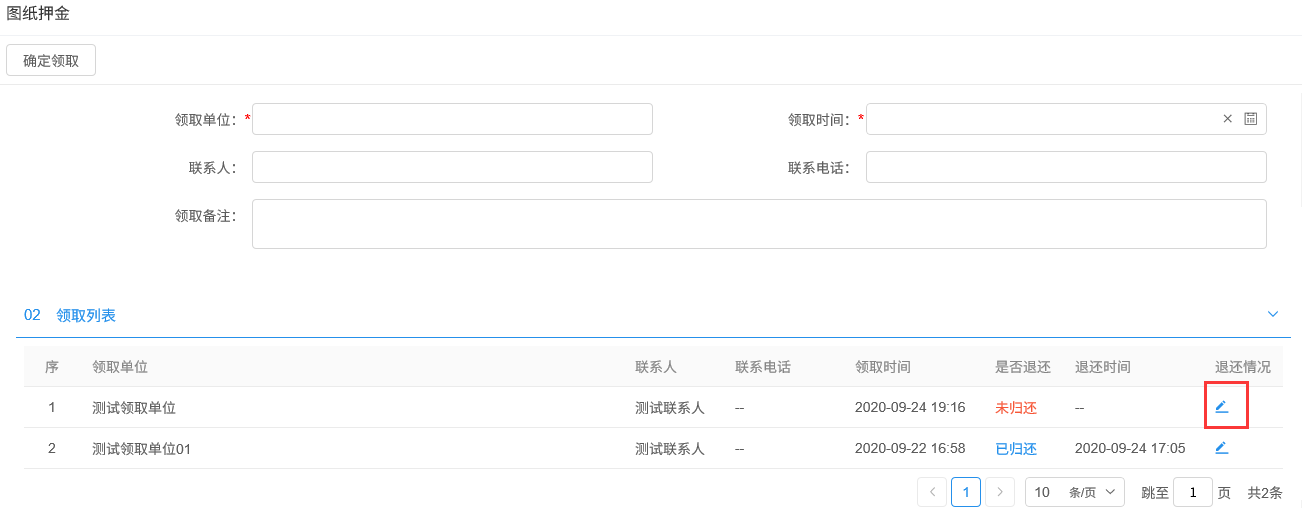 图纸押金
确定领取
领取单位：* 领取时间：*
联系人： 联系电话：
领取备注：
02 领取列表
序 领取单位 联系人 联系电话 领取时间 是否退还 退还时间 退还情况
1 测试领取单位 测试联系人 -- 2020-09-24 19:16 未归还 --
2 测试领取单位01 测试联系人 -- 2020-09-22 16:58 已归还 2020-09-24 17:05
1 10 条/页 跳至 1 页 共2条